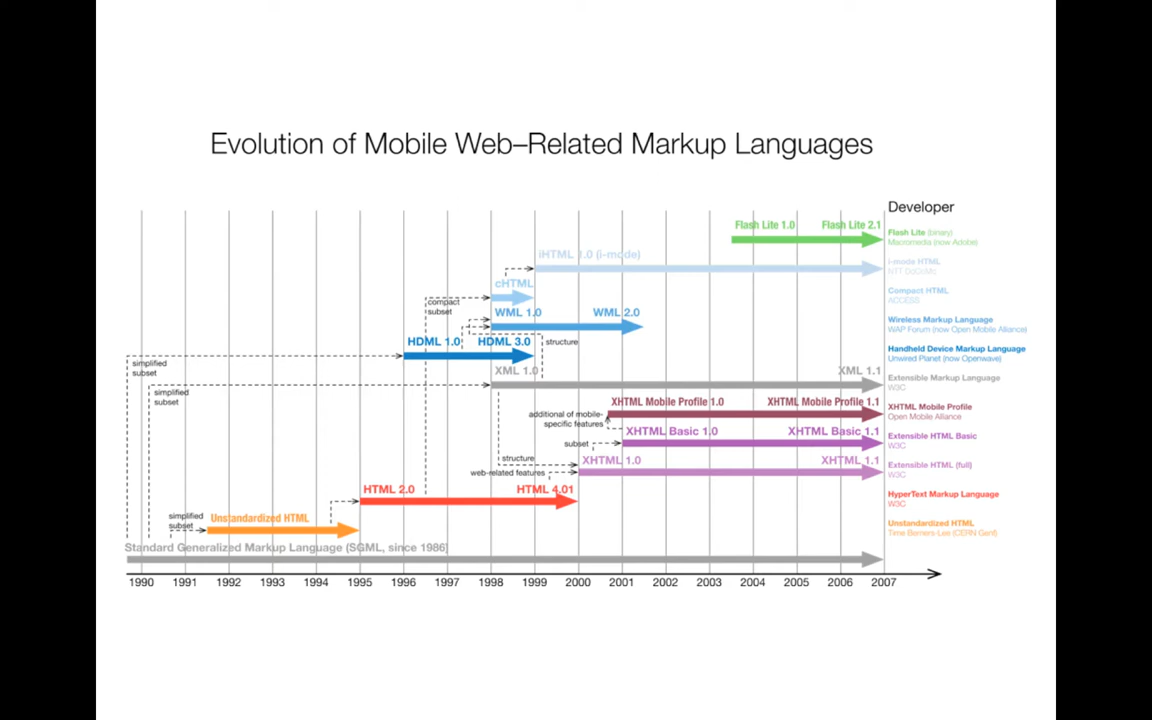 Evolution of Mobile Web–Related Markup Languages
Developer
Flash Lite 1.0 Flash Lite 2.1
Flash Lite (binary)
Macromedia (now Adobe)
iHTML 1.0 (i-mode)
i-mode HTML
NTT DoCoMo
cHTML
Compact HTML
ACCESS
compact
subset
WML 1.0 WML 2.0
Wireless Markup Language
WAP Forum (now Open Mobile Alliance)
HDML 1.0 HDML 3.0
structure
Handheld Device Markup Language
Unwired Planet (now Openwave)
simplified
subset
XML 1.0 XML 1.1
Extensible Markup Language
W3C
simplified
subset
XHTML Mobile Profile 1.0 XHTML Mobile Profile 1.1
XHTML Mobile Profile
Open Mobile Alliance
additional of mobile-
specific features
XHTML Basic 1.0 XHTML Basic 1.1
Extensible HTML Basic
W3C
subset
XHTML 1.0 XHTML 1.1
Extensible HTML (full)
W3C
structure
web-related features
HTML 2.0 HTML 4.01
HyperText Markup Language
W3C
simplified
subset
Unstandardized HTML
Unstandardized HTML
Time Berners-Lee (CERN Genf)
Standard Generalized Markup Language (SGML, since 1986)
1990 1991 1992 1993 1994 1995 1996 1997 1998 1999 2000 2001 2002 2003 2004 2005 2006 2007